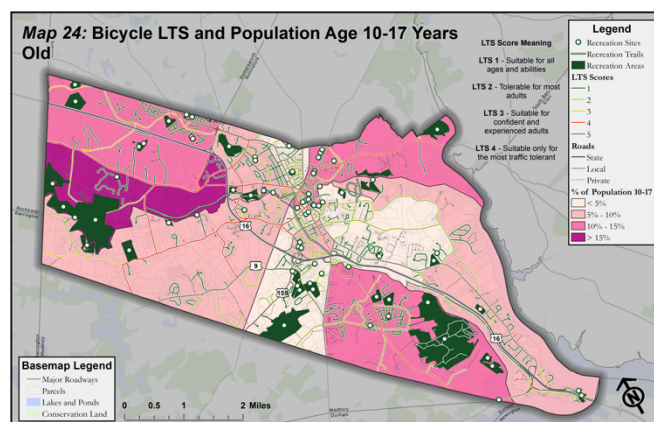 Map 24: Bicycle LTS and Population Age 10-17 Years
Old
LTS Score Meaning
LTS 1 - Suitable for all
ages and abilities
LTS 2 - Tolerable for most
adults
LTS 3 - Suitable for
confident and
experienced adults
LTS 4 - Suitable only for
the most traffic tolerant
Legend
Recreation Sites
Recreation Trails
Recreation Areas
LTS Scores
1
2
3
4
5
Roads
State
Local
Private
% of Population 10-17
< 5%
5% - 10%
10% - 15%
> 15%
Rochester
Barrington
16
9
155
16
Basemap Legend
Major Roadways
Parcels
Lakes and Ponds
Conservation Land
0 0.5 1 2 Miles
Madbury
Durham
N